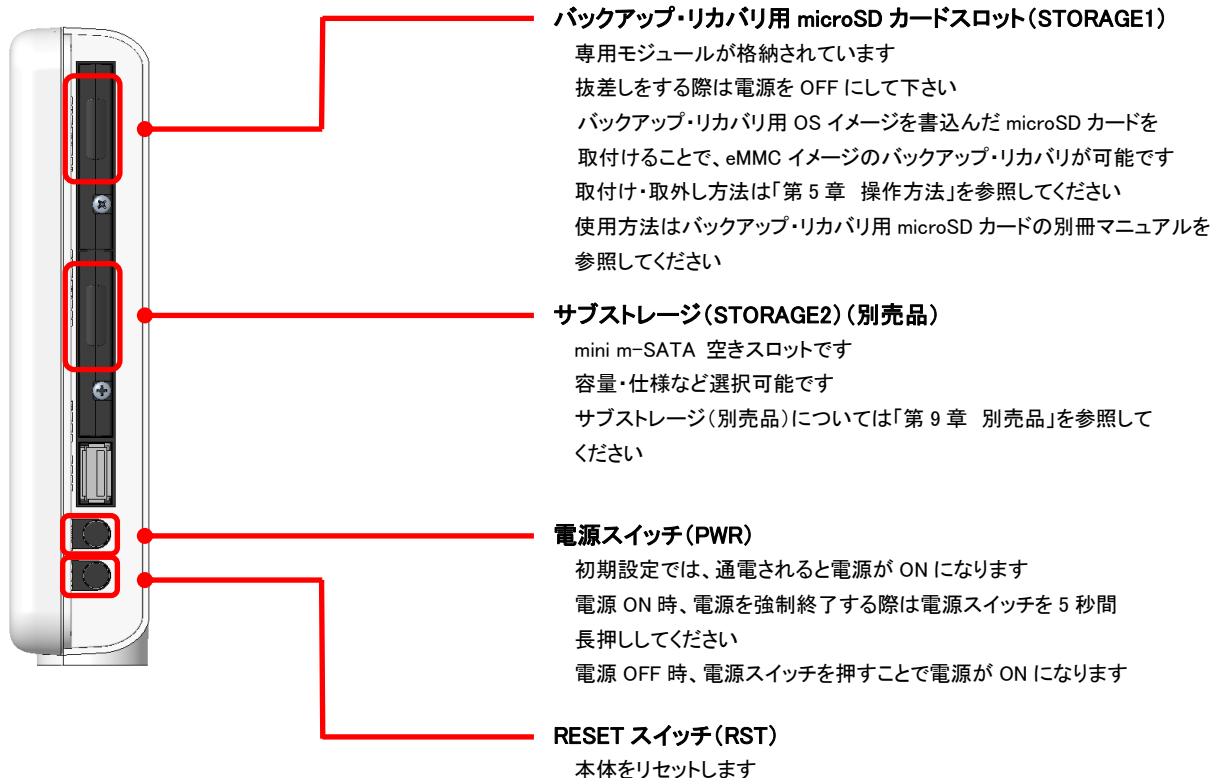 バックアップ・リカバリ用 microSD カードスロット（STORAGE1）
専用モジュールが格納されています
抜差しをする際は電源を OFF にして下さい
バックアップ・リカバリ用 OS イメージを書込んだ microSD カードを
取付けることで、eMMC イメージのバックアップ・リカバリが可能です
取付け・取外し方法は「第 5 章 操作方法」を参照してください
使用方法はバックアップ・リカバリ用 microSD カードの別冊マニュアルを
参照してください
サブストレージ（STORAGE2）（別売品）
mini m-SATA 空きスロットです
容量・仕様など選択可能です
サブストレージ（別売品）については「第 9 章 別売品」を参照して
ください
電源スイッチ（PWR）
初期設定では、通電されると電源が ON になります
電源 ON 時、電源を強制終了する際は電源スイッチを 5 秒間
長押ししてください
電源 OFF 時、電源スイッチを押すことで電源が ON になります
RESET スイッチ（RST）
本体をリセットします